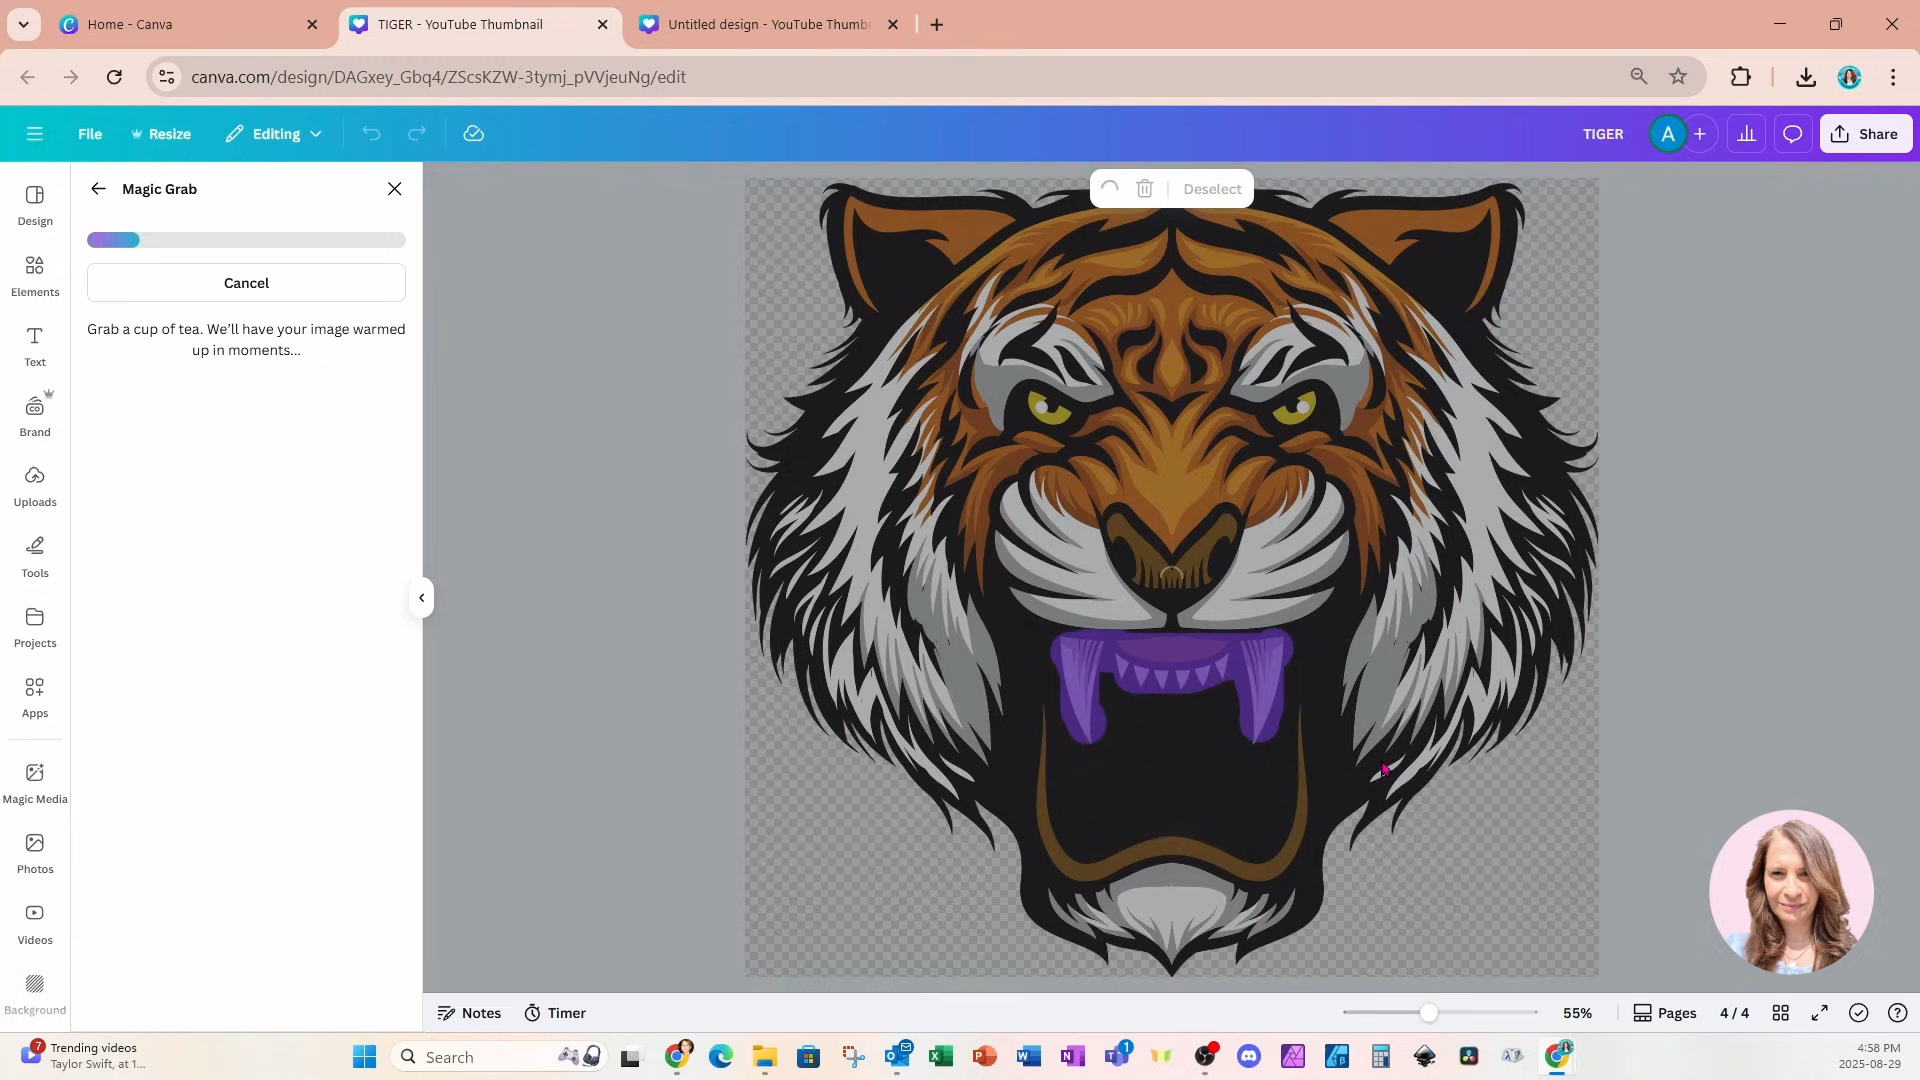 Home - Canva
TIGER - YouTube Thumbnail
Untitled design - YouTube Thumb
canva.com/design/DAGxey_Gbq4/ZScsKZW-3tymj_pVVjeuNg/edit
File
Resize
Editing
TIGER
A
Share
Design
Elements
Text
Brand
Uploads
Tools
Projects
Apps
Magic Media
Photos
Videos
Background
Magic Grab
Cancel
Grab a cup of tea. We'll have your image warmed
up in moments...
Deselect
Notes
Timer
55%
Pages
4 / 4
7
Trending videos
Taylor Swift, at 1...
Search
1
4:58 PM
2025-08-29